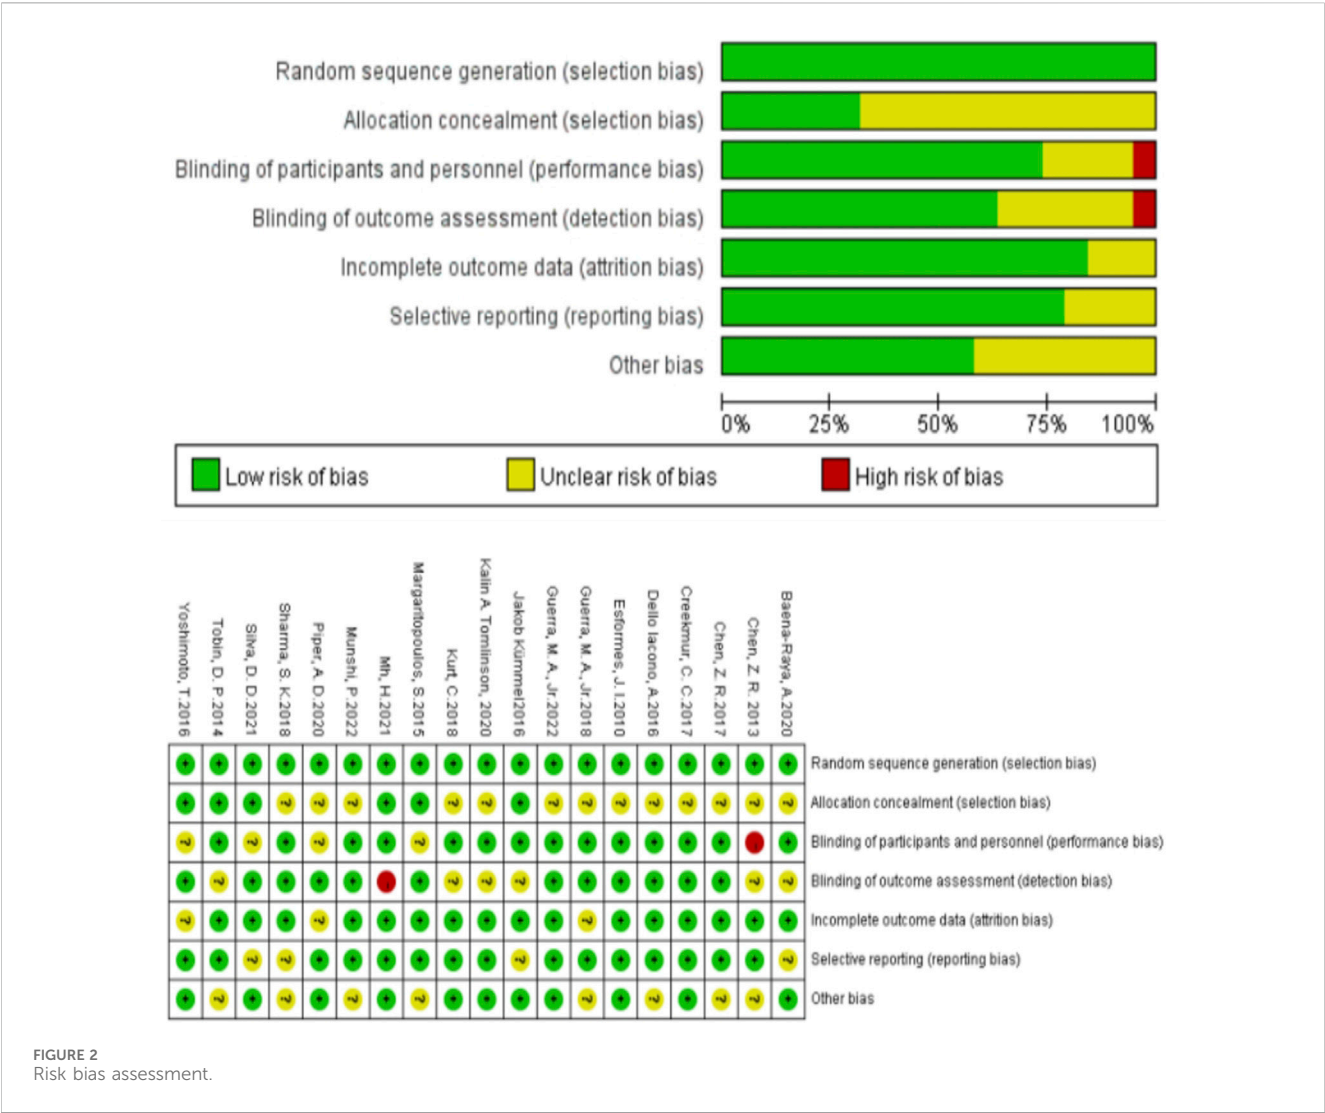 Random sequence generation (selection bias)
Allocation concealment (selection bias)
Blinding of participants and personnel (performance bias)
Blinding of outcome assessment (detection bias)
Incomplete outcome data (attrition bias)
Selective reporting (reporting bias)
Other bias
0% 25% 50% 75% 100%
Low risk of bias Unclear risk of bias High risk of bias
Yoshimoto, T.2016
Tobin, D. P.2014
Silva, D. D.2021
Sharma, S. K.2018
Piper, A.D.2020
Munshi, P.2022
Mh, H.2021
Margaritopoulos, S.2015
Kurt, C.2018
Kalin A. Tomlinson, 2020
Jakob Kümmel2016
Guerra, M. A., Jr.2022
Guerra, M. A., Jr.2018
Esformes, J. I.2010
Dello Iacono, A.2016
Creekmur, C. C.2017
Chen, Z. R.2017
Chen, Z. R. 2013
Baena-Raya, A.2020
+ + + + + + + + + + + + + + + + + + + Random sequence generation (selection bias)
+ + + ? ? ? + + ? ? + ? ? ? ? ? ? ? ? Allocation concealment (selection bias)
? + ? + ? + + ? + + + + + + + + + - + Blinding of participants and personnel (performance bias)
+ ? + + + + - + ? ? ? + + + + + + ? ? Blinding of outcome assessment (detection bias)
? + + + ? + + + + + + + ? + + + + + + Incomplete outcome data (attrition bias)
+ + ? ? + + + + + + ? + + + + + + + ? Selective reporting (reporting bias)
+ ? + ? + ? + ? + + + + ? + ? + ? ? + Other bias
FIGURE 2
Risk bias assessment.